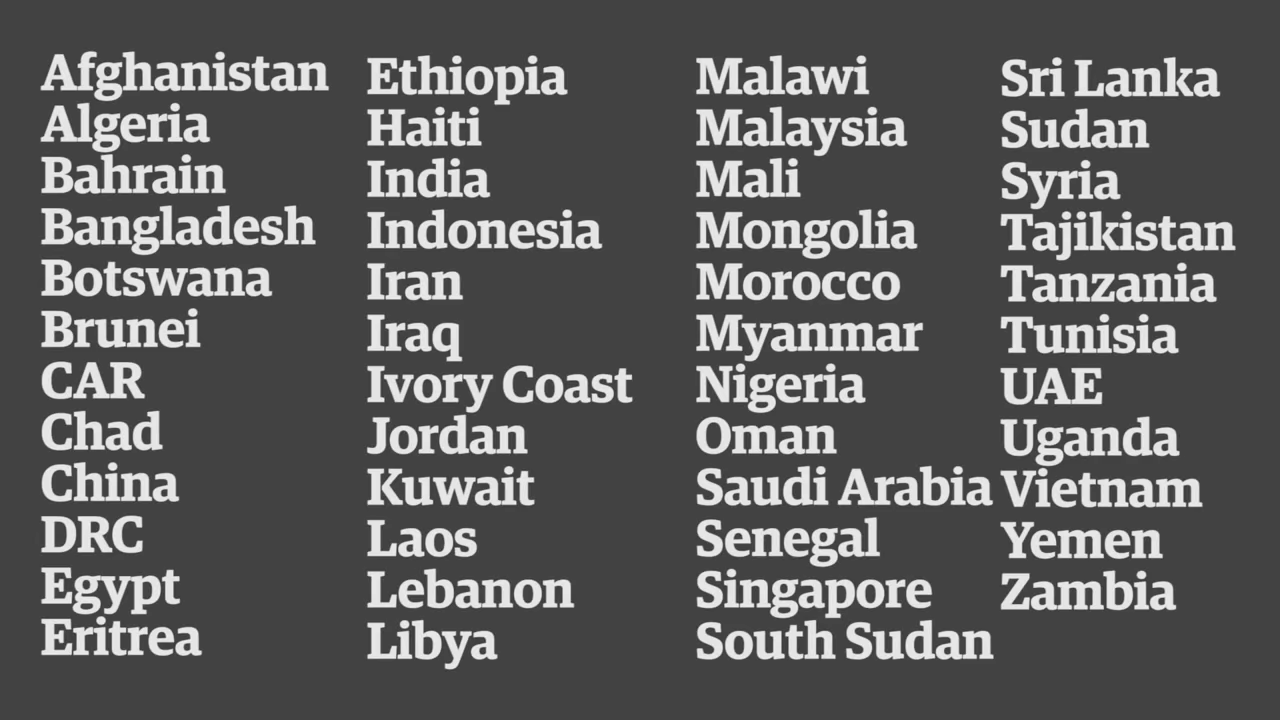 Afghanistan
Algeria
Bahrain
Bangladesh
Botswana
Brunei
CAR
Chad
China
DRC
Egypt
Eritrea
Ethiopia
Haiti
India
Indonesia
Iran
Iraq
Ivory Coast
Jordan
Kuwait
Laos
Lebanon
Libya
Malawi
Malaysia
Mali
Mongolia
Morocco
Myanmar
Nigeria
Oman
Saudi Arabia
Senegal
Singapore
South Sudan
Sri Lanka
Sudan
Syria
Tajikistan
Tanzania
Tunisia
UAE
Uganda
Vietnam
Yemen
Zambia